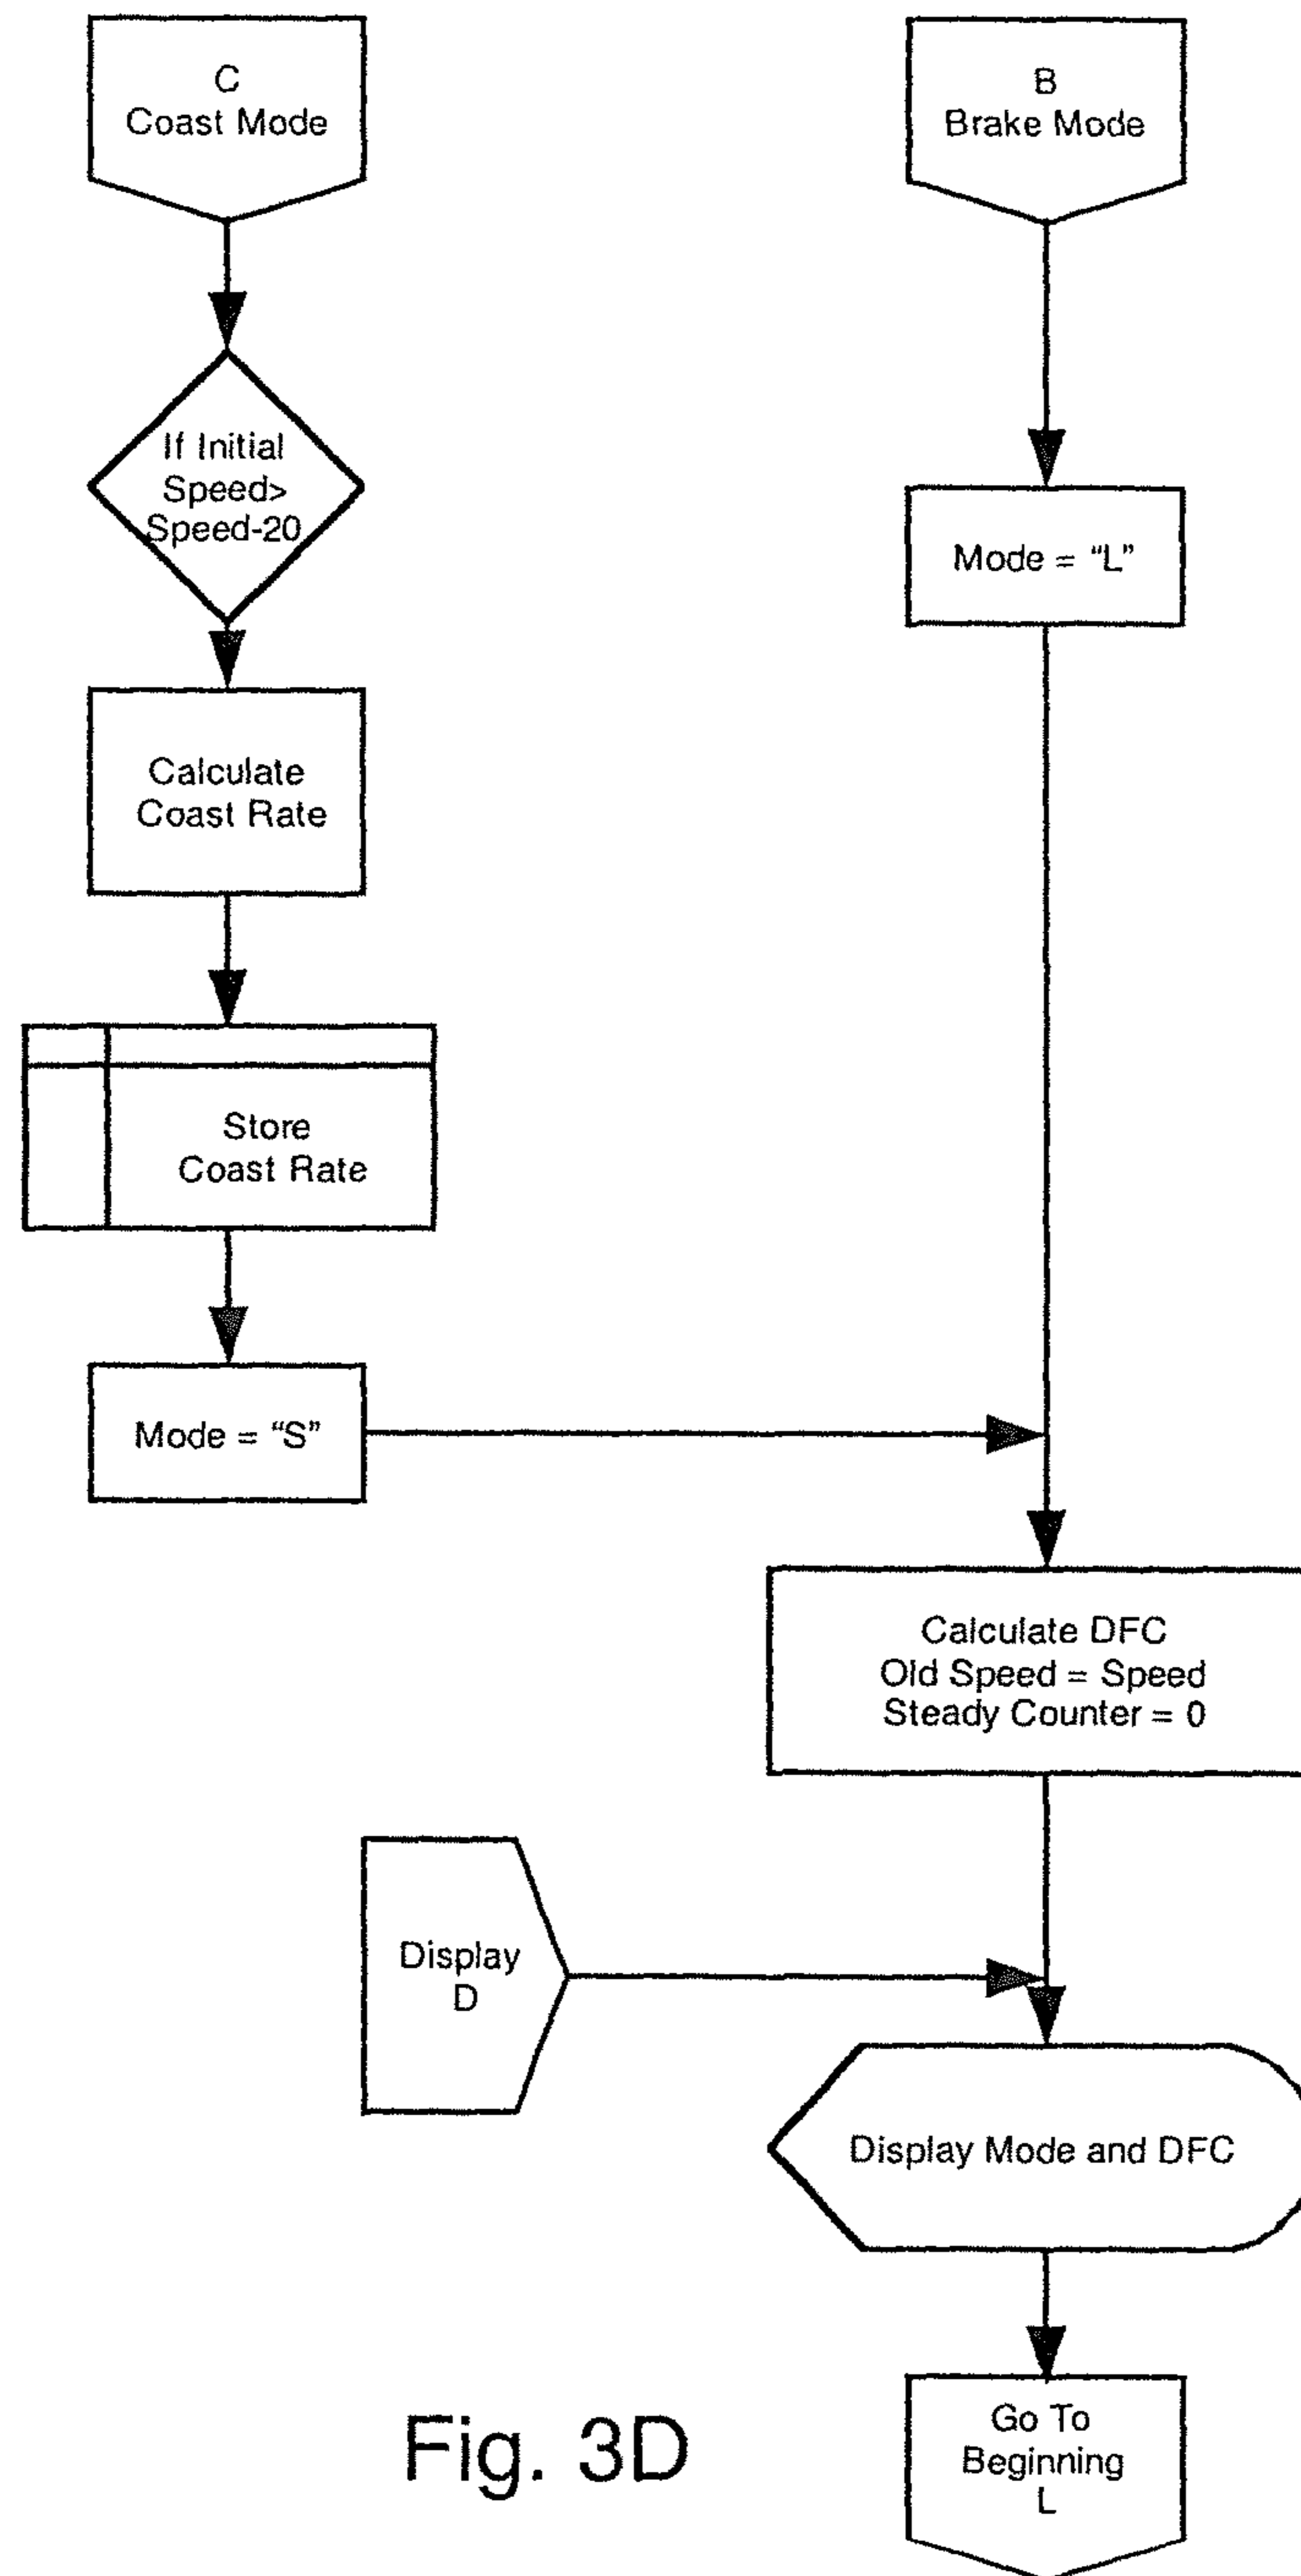 C
Coast Mode
B
Brake Mode
If Initial
Speed>
Speed-20
Mode = “L”
Calculate
Coast Rate
Store
Coast Rate
Mode = “S”
Calculate DFC
Old Speed = Speed
Steady Counter = 0
Display
D
Display Mode and DFC
Go To
Beginning
L
Fig. 3D